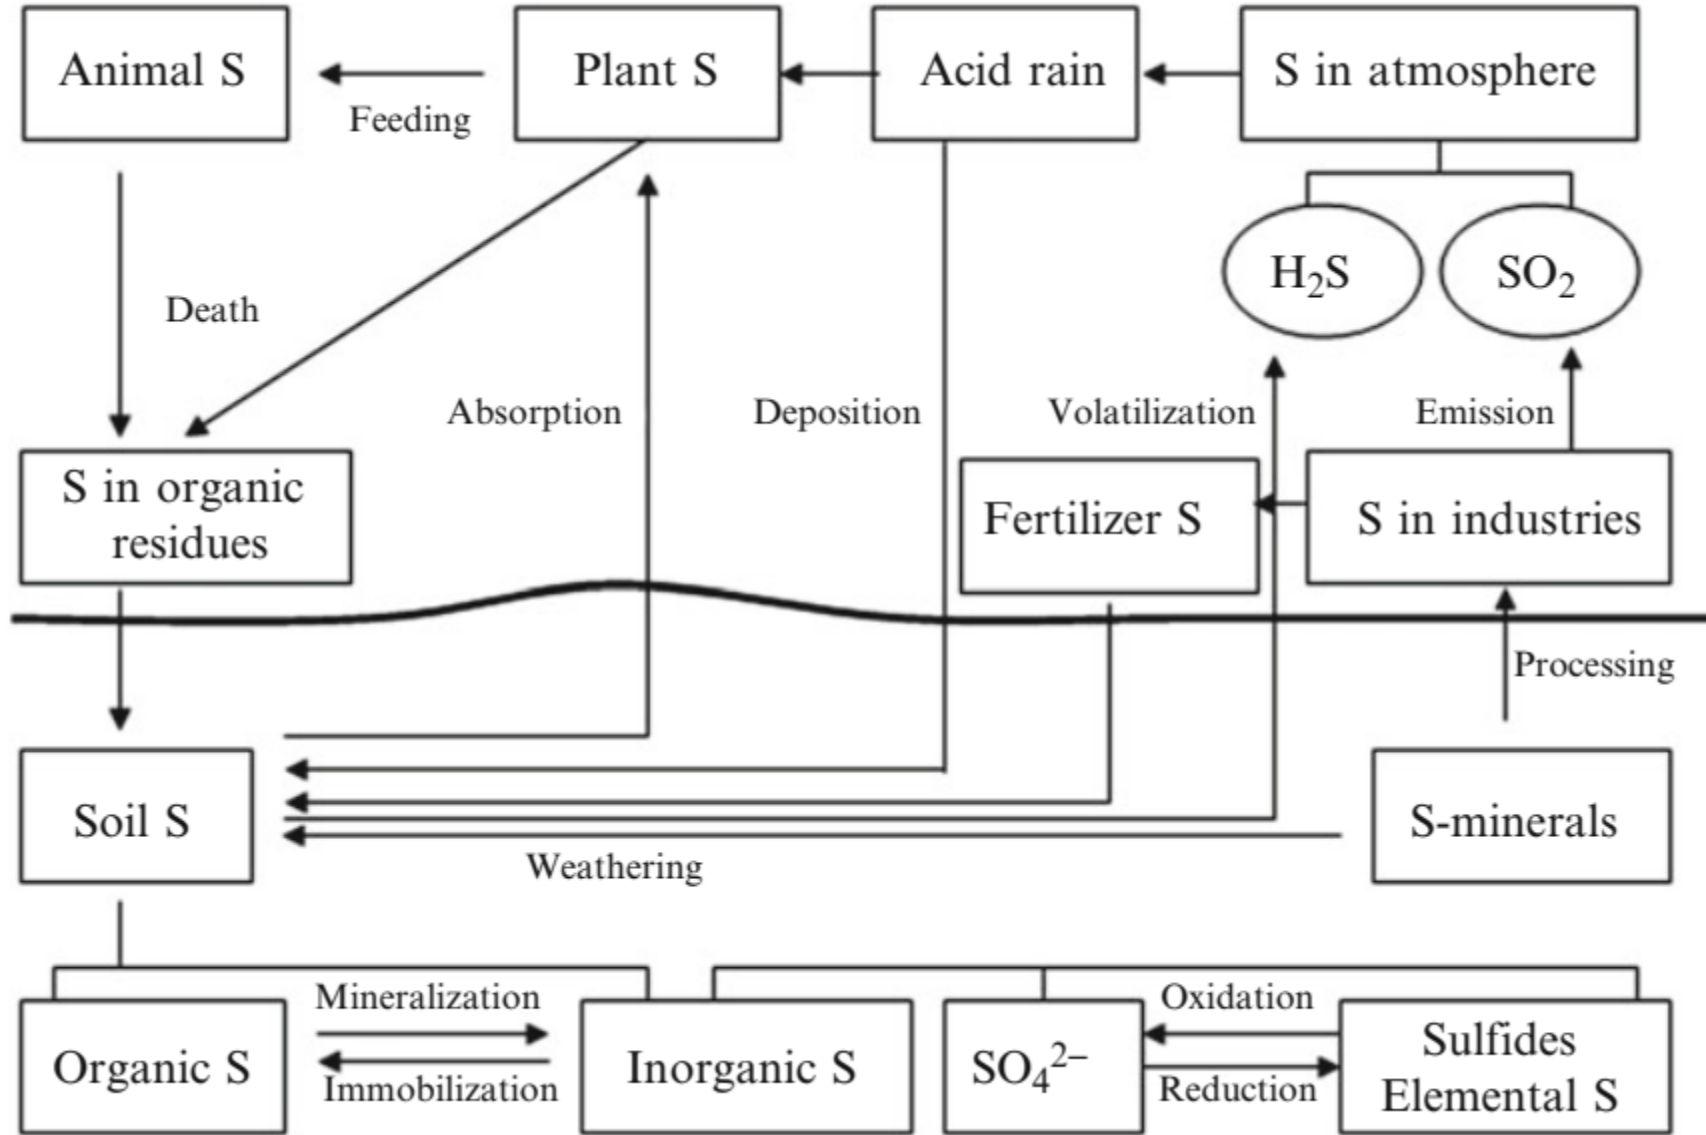 Animal S
Plant S
Acid rain
S in atmosphere
Feeding
H₂S
SO₂
Death
Absorption
Deposition
Volatilization
Emission
S in organic
residues
Fertilizer S
S in industries
Processing
Soil S
S-minerals
Weathering
Mineralization
Oxidation
Organic S
Inorganic S
SO₄²⁻
Sulfides
Elemental S
Immobilization
Reduction